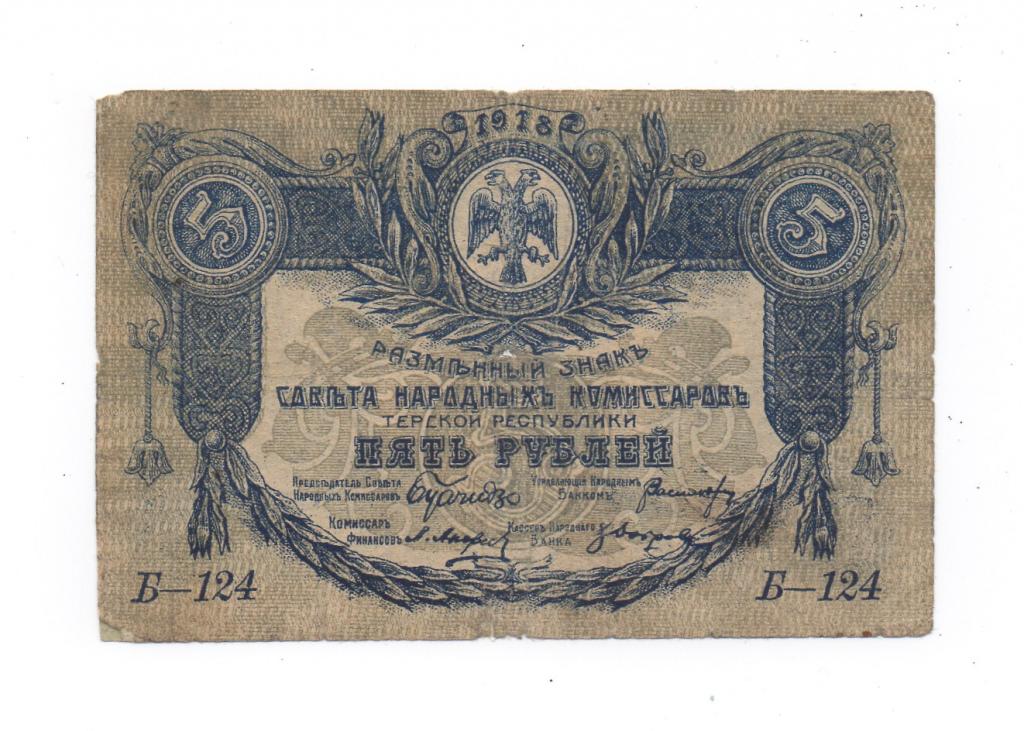 1918
5 5
РАЗМѢННЫЙ ЗНАКЪ
СОВѢТА НАРОДНЫХЪ КОМИССАРОВЪ
ТЕРСКОЙ РЕСПУБЛИКИ
ПЯТЬ РУБЛЕЙ
Предсѣдатель Совѣта
Народныхъ Комиссаровъ
Управляющій Народнымъ
Банкомъ
Комиссаръ
Финансовъ
Кассиръ Народнаго
Банка
Б—124 Б—124